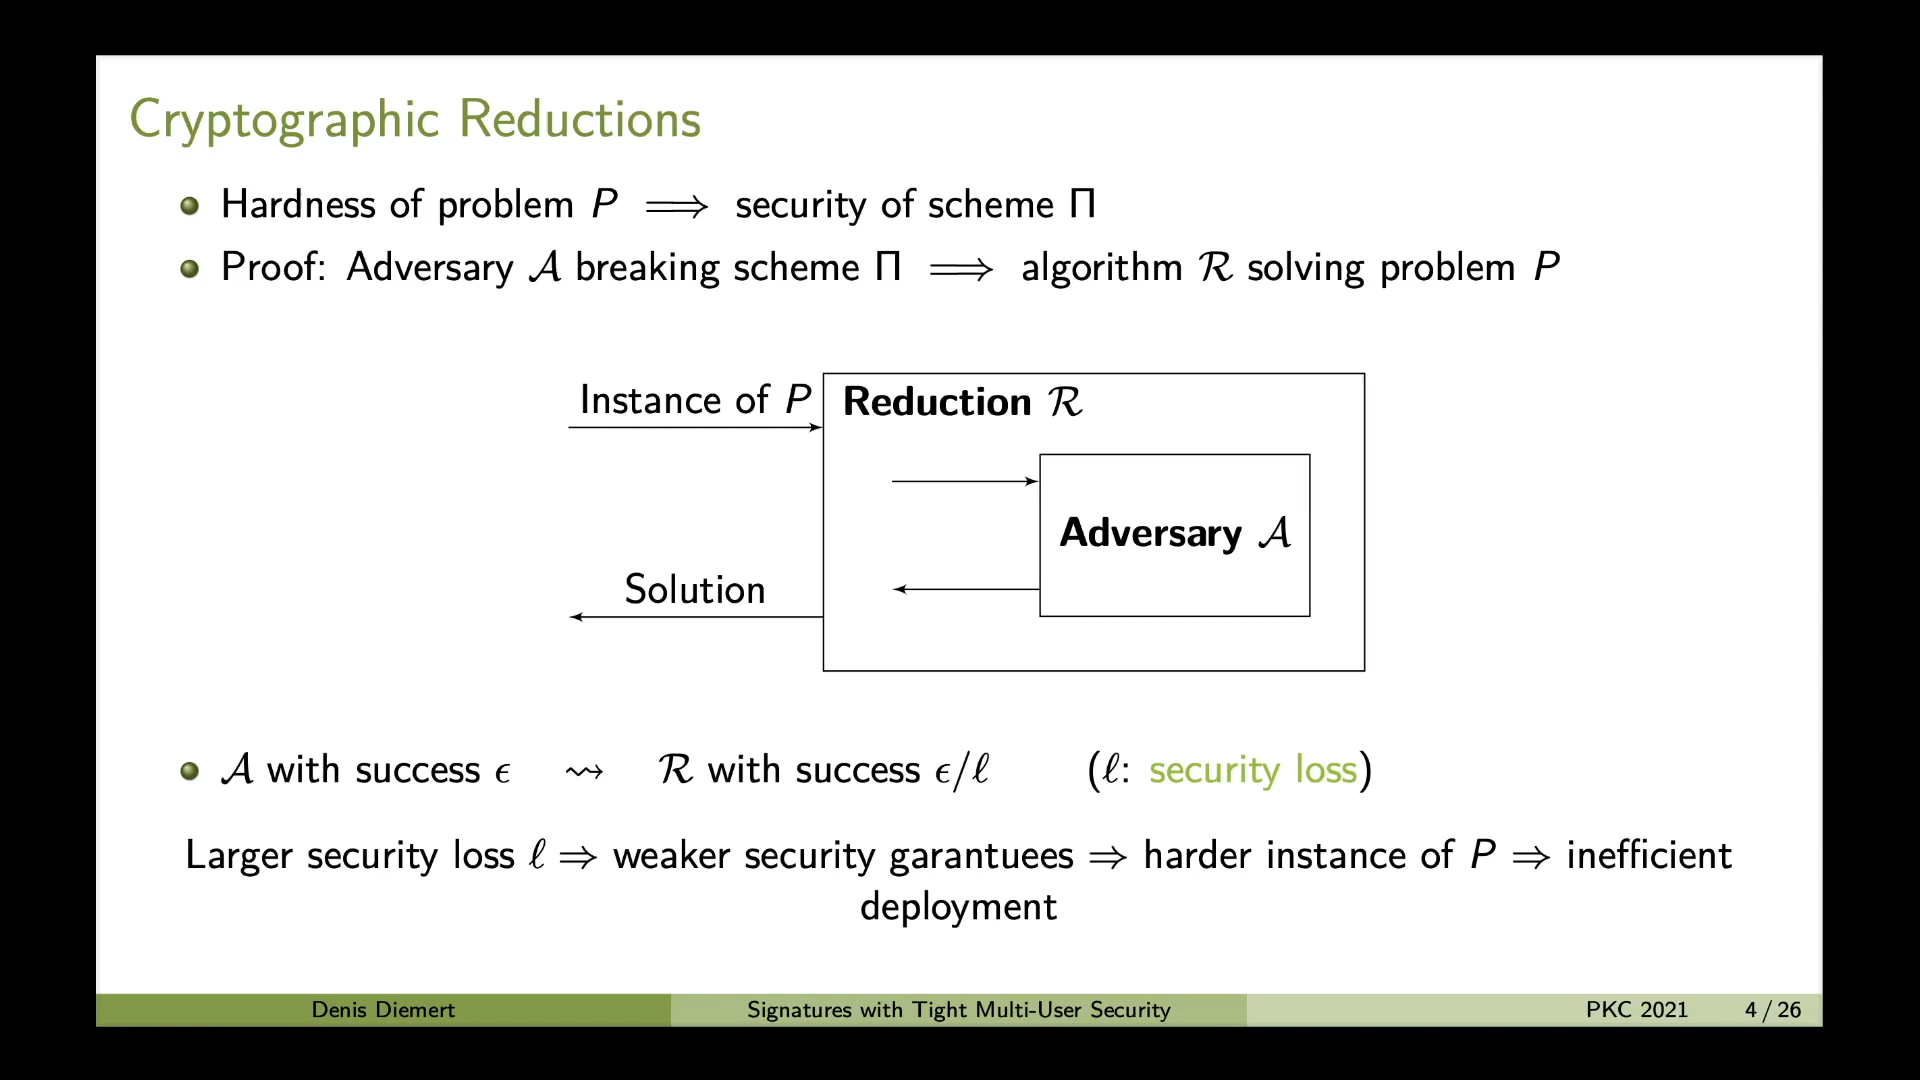 Cryptographic Reductions
Hardness of problem P ⟹ security of scheme Π
Proof: Adversary 𝒜 breaking scheme Π ⟹ algorithm ℛ solving problem P
Instance of P
Reduction ℛ
Adversary 𝒜
Solution
𝒜 with success ϵ ⇝ ℛ with success ϵ/ℓ (ℓ: security loss)
Larger security loss ℓ ⇒ weaker security garantuees ⇒ harder instance of P ⇒ inefficient
deployment
Denis Diemert Signatures with Tight Multi-User Security PKC 2021 4 / 26